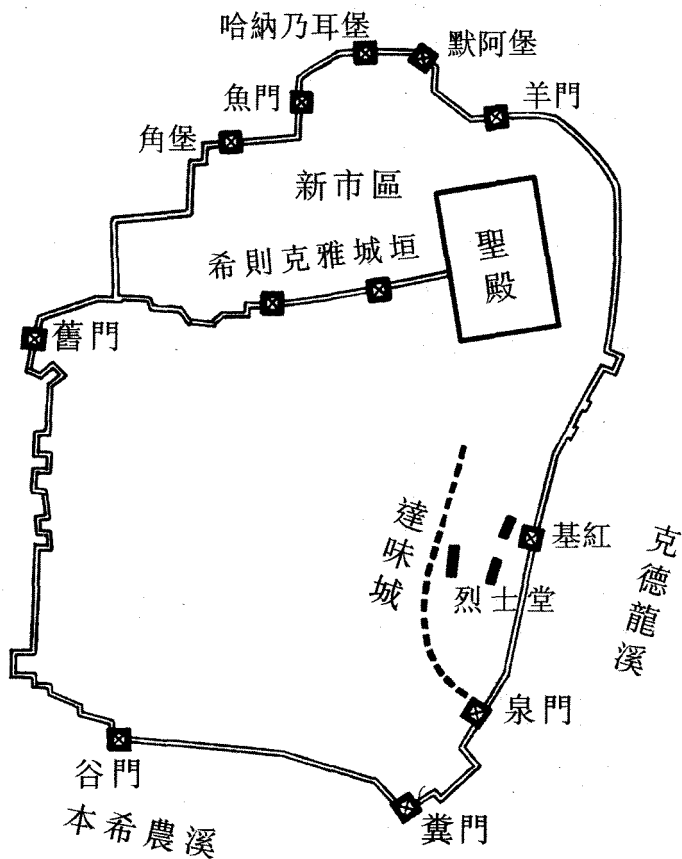 哈納乃耳堡
默阿堡
魚門
羊門
角堡
新市區
希則克雅城垣
聖殿
舊門
達味城
基紅
克德龍溪
烈士堂
泉門
谷門
本希農溪
糞門